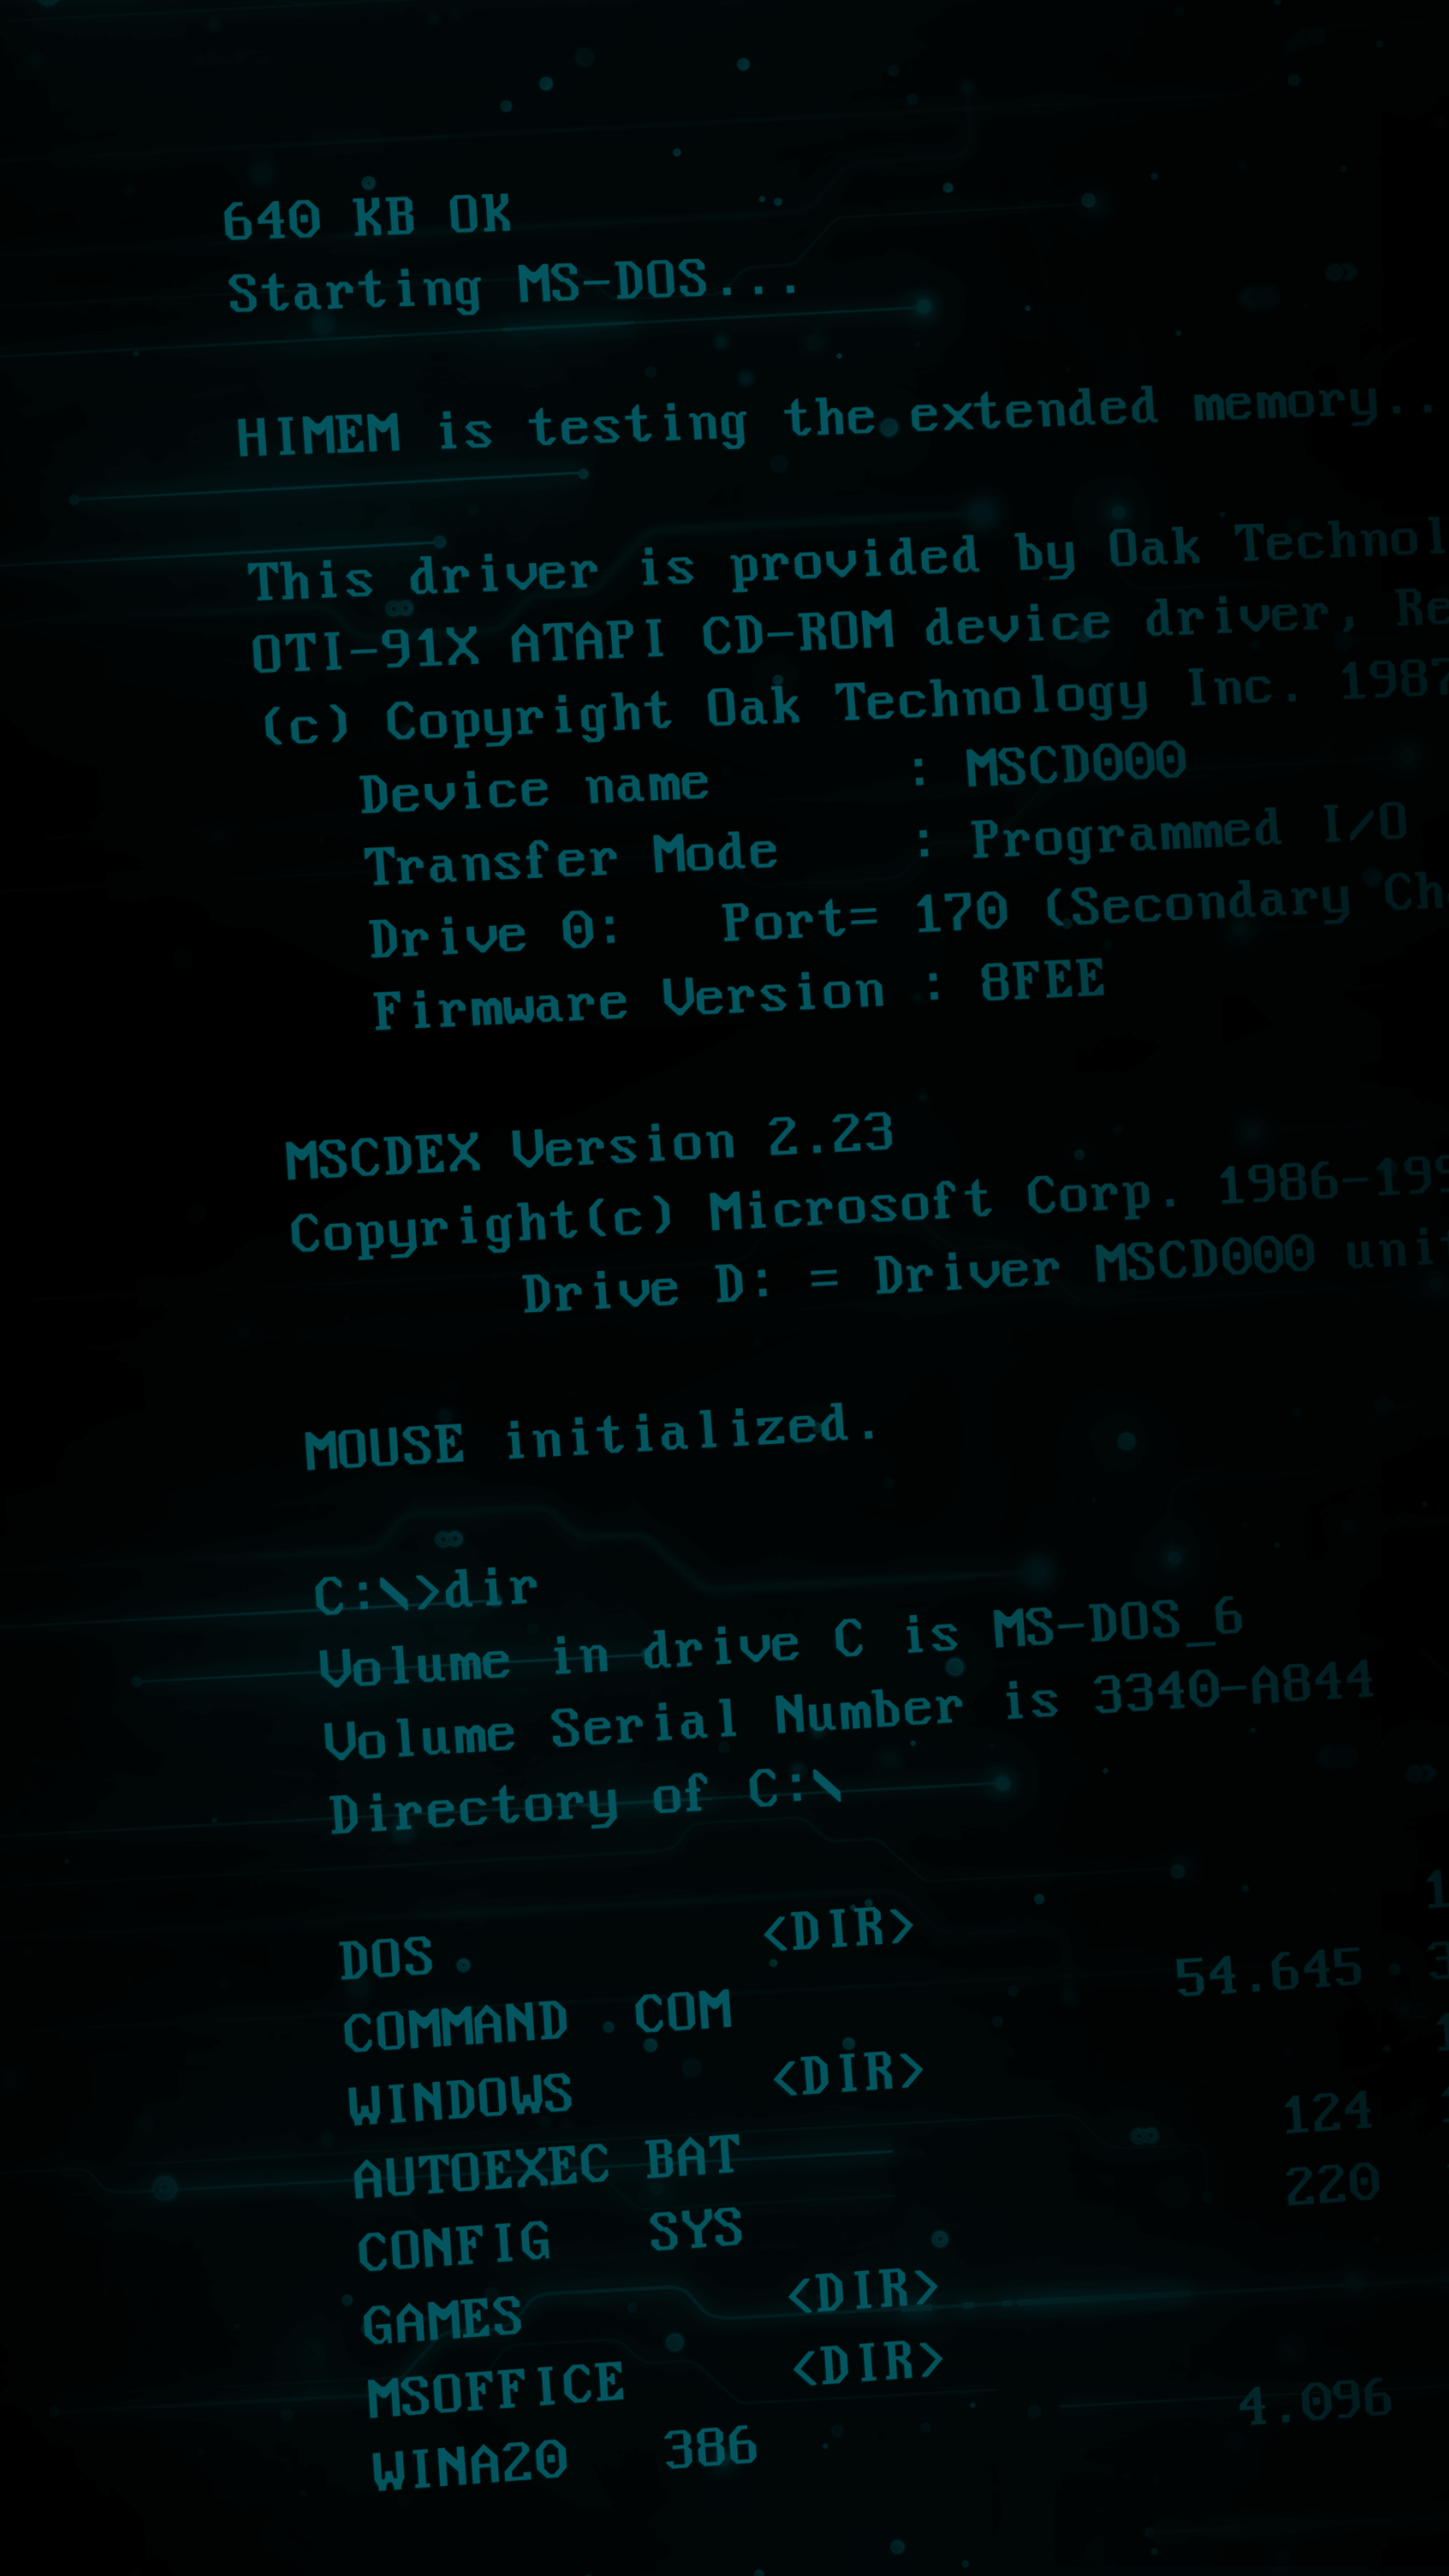 640 KB OK
Starting MS-DOS...
HIMEM is testing the extended memory..
This driver is provided by Oak Technol
OTI-91X ATAPI CD-ROM device driver, Re
(c) Copyright Oak Technology Inc. 1987
Device name : MSCD000
Transfer Mode : Programmed I/O
Drive 0: Port= 170 (Secondary Ch
Firmware Version : 8FEE
MSCDEX Version 2.23
Copyright(c) Microsoft Corp. 1986-199
Drive D: = Driver MSCD000 uni
MOUSE initialized.
C:\>dir
Volume in drive C is MS-DOS_6
Volume Serial Number is 3340-A844
Directory of C:\
DOS <DIR> 1
COMMAND COM 54.645 3
WINDOWS <DIR> 1
AUTOEXEC BAT 124
CONFIG SYS 220
GAMES <DIR>
MSOFFICE <DIR>
WINA20 386 4.096